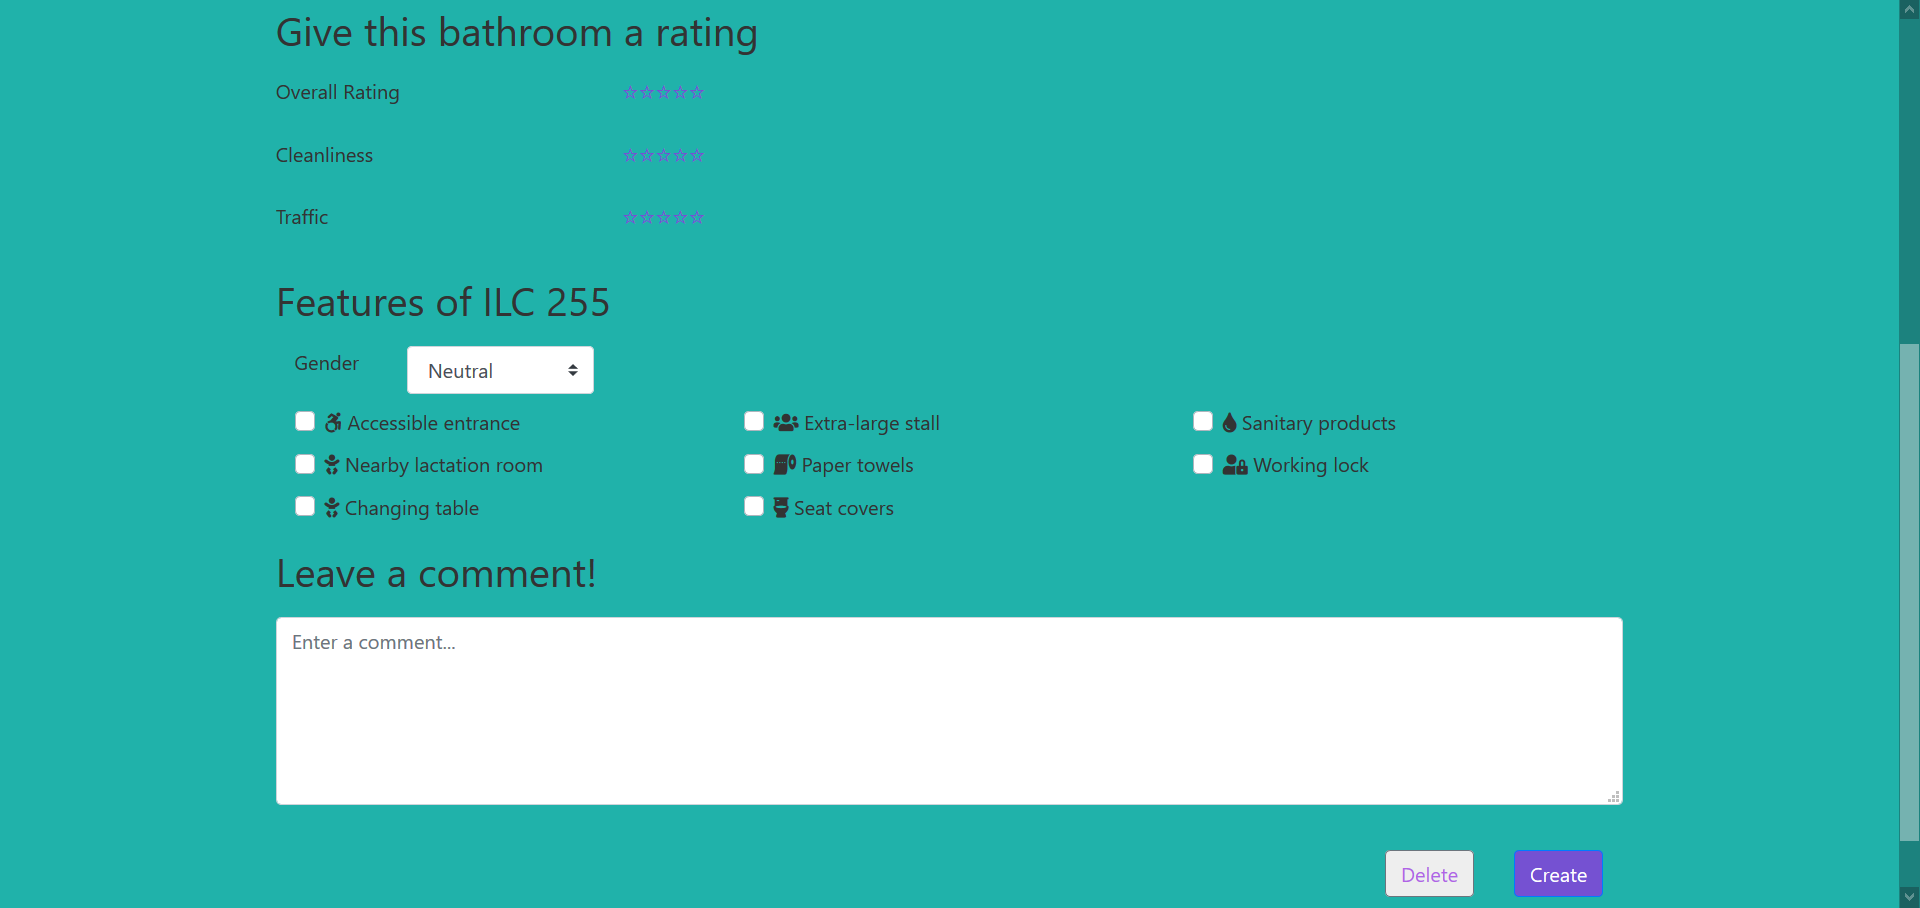 Give this bathroom a rating
Overall Rating ☆☆☆☆☆
Cleanliness ☆☆☆☆☆
Traffic ☆☆☆☆☆
Features of ILC 255
Gender Neutral
Accessible entrance Extra-large stall Sanitary products
Nearby lactation room Paper towels Working lock
Changing table Seat covers
Leave a comment!
Enter a comment...
Delete Create